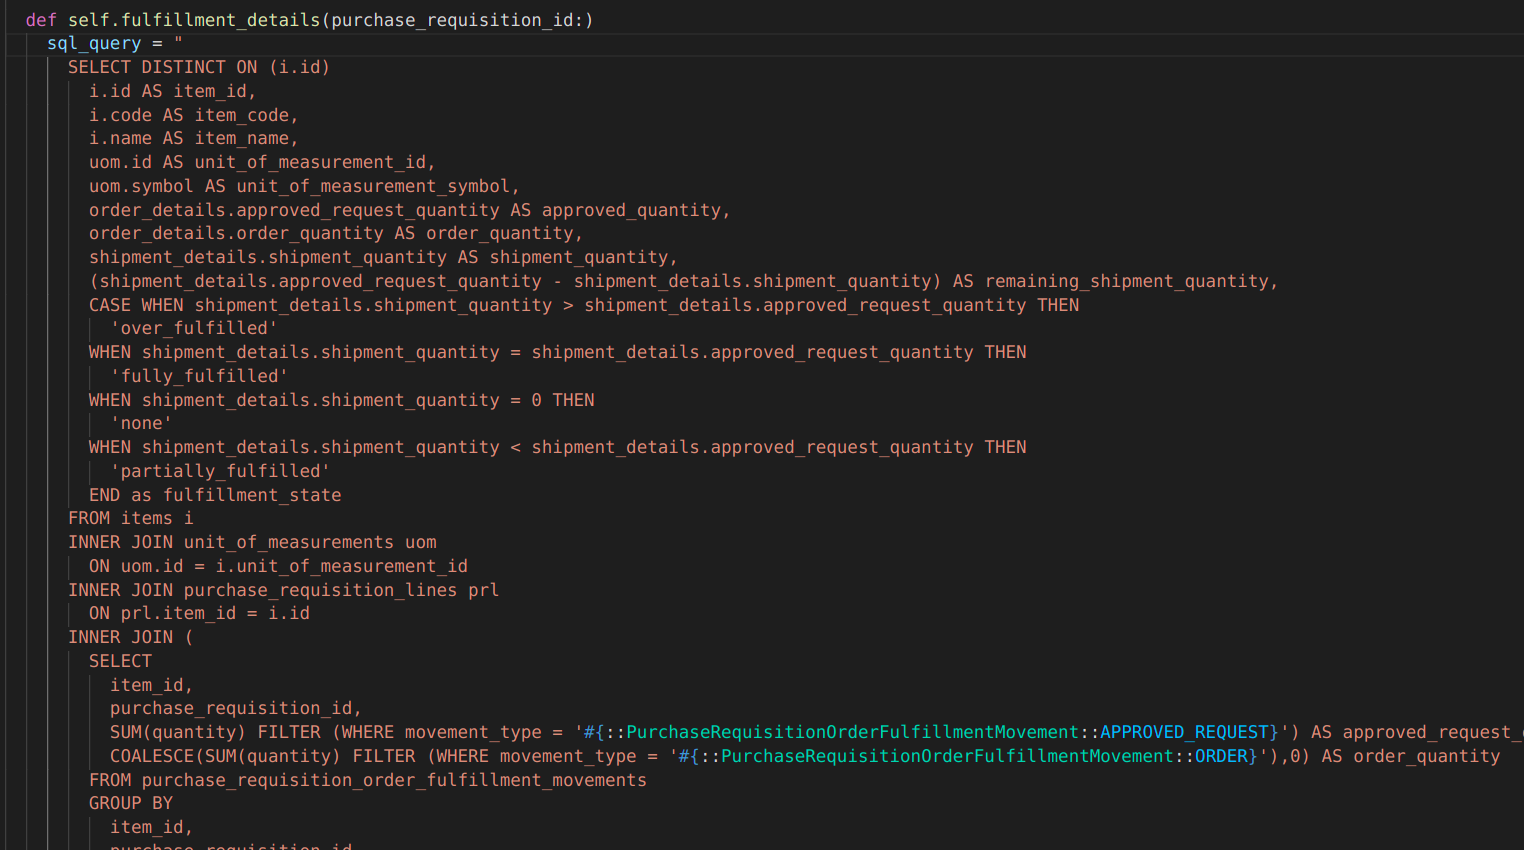 def self.fulfillment_details(purchase_requisition_id:)
sql_query = "
SELECT DISTINCT ON (i.id)
i.id AS item_id,
i.code AS item_code,
i.name AS item_name,
uom.id AS unit_of_measurement_id,
uom.symbol AS unit_of_measurement_symbol,
order_details.approved_request_quantity AS approved_quantity,
order_details.order_quantity AS order_quantity,
shipment_details.shipment_quantity AS shipment_quantity,
(shipment_details.approved_request_quantity - shipment_details.shipment_quantity) AS remaining_shipment_quantity,
CASE WHEN shipment_details.shipment_quantity > shipment_details.approved_request_quantity THEN
'over_fulfilled'
WHEN shipment_details.shipment_quantity = shipment_details.approved_request_quantity THEN
'fully_fulfilled'
WHEN shipment_details.shipment_quantity = 0 THEN
'none'
WHEN shipment_details.shipment_quantity < shipment_details.approved_request_quantity THEN
'partially_fulfilled'
END as fulfillment_state
FROM items i
INNER JOIN unit_of_measurements uom
ON uom.id = i.unit_of_measurement_id
INNER JOIN purchase_requisition_lines prl
ON prl.item_id = i.id
INNER JOIN (
SELECT
item_id,
purchase_requisition_id,
SUM(quantity) FILTER (WHERE movement_type = '#{::PurchaseRequisitionOrderFulfillmentMovement::APPROVED_REQUEST}') AS approved_request_
COALESCE(SUM(quantity) FILTER (WHERE movement_type = '#{::PurchaseRequisitionOrderFulfillmentMovement::ORDER}'),0) AS order_quantity
FROM purchase_requisition_order_fulfillment_movements
GROUP BY
item_id,
purchase_requisition_id